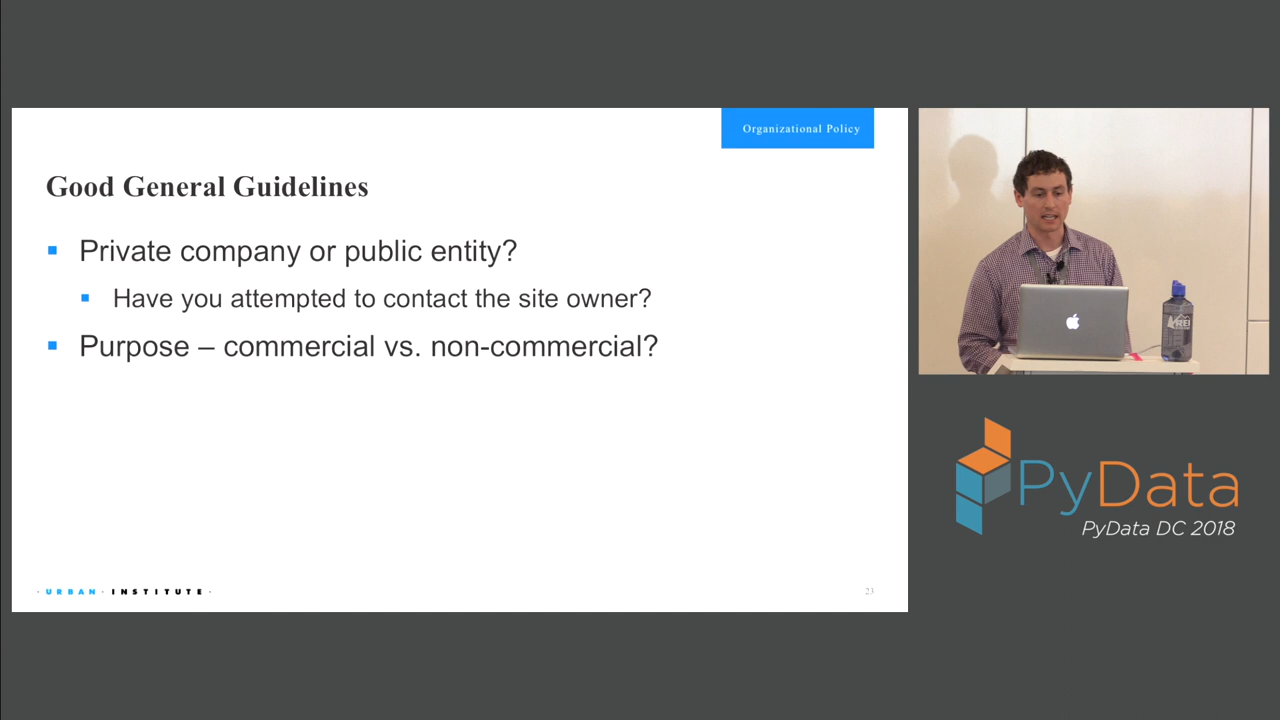 Organizational Policy
Good General Guidelines
Private company or public entity?
Have you attempted to contact the site owner?
Purpose – commercial vs. non-commercial?
· URBAN · INSTITUTE ·
23
REI
PyData
PyData DC 2018